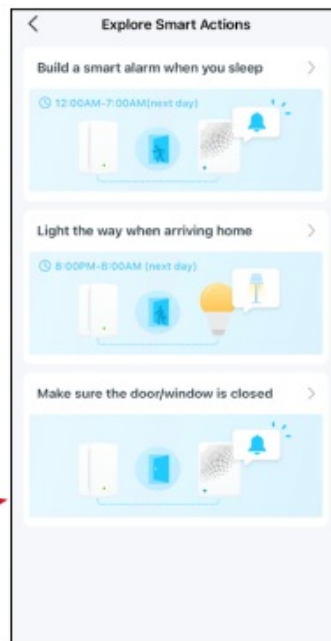 Explore Smart Actions
Build a smart alarm when you sleep
12:00AM-7:00AM(next day)
Light the way when arriving home
8:00PM-8:00AM (next day)
Make sure the door/window is closed